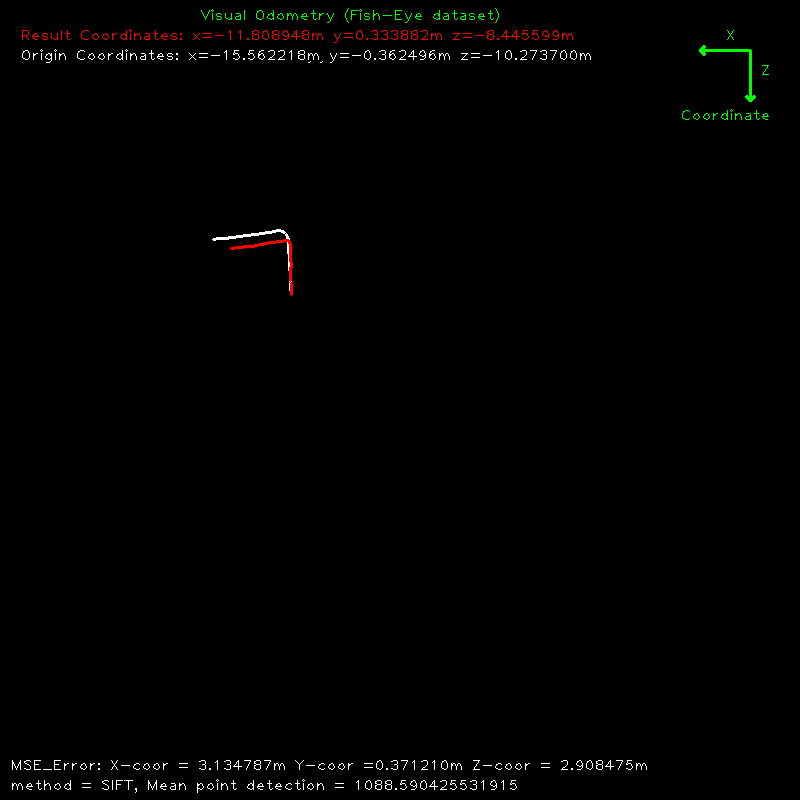 Visual Odometry (Fish-Eye dataset)
Result Coordinates: x=-11.808948m y=0.333882m z=-8.445599m
Origin Coordinates: x=-15.562218m, y=-0.362496m z=-10.273700m
X
Z
Coordinate
MSE_Error: X-coor = 3.134787m Y-coor =0.371210m Z-coor = 2.908475m
method = SIFT, Mean point detection = 1088.590425531915